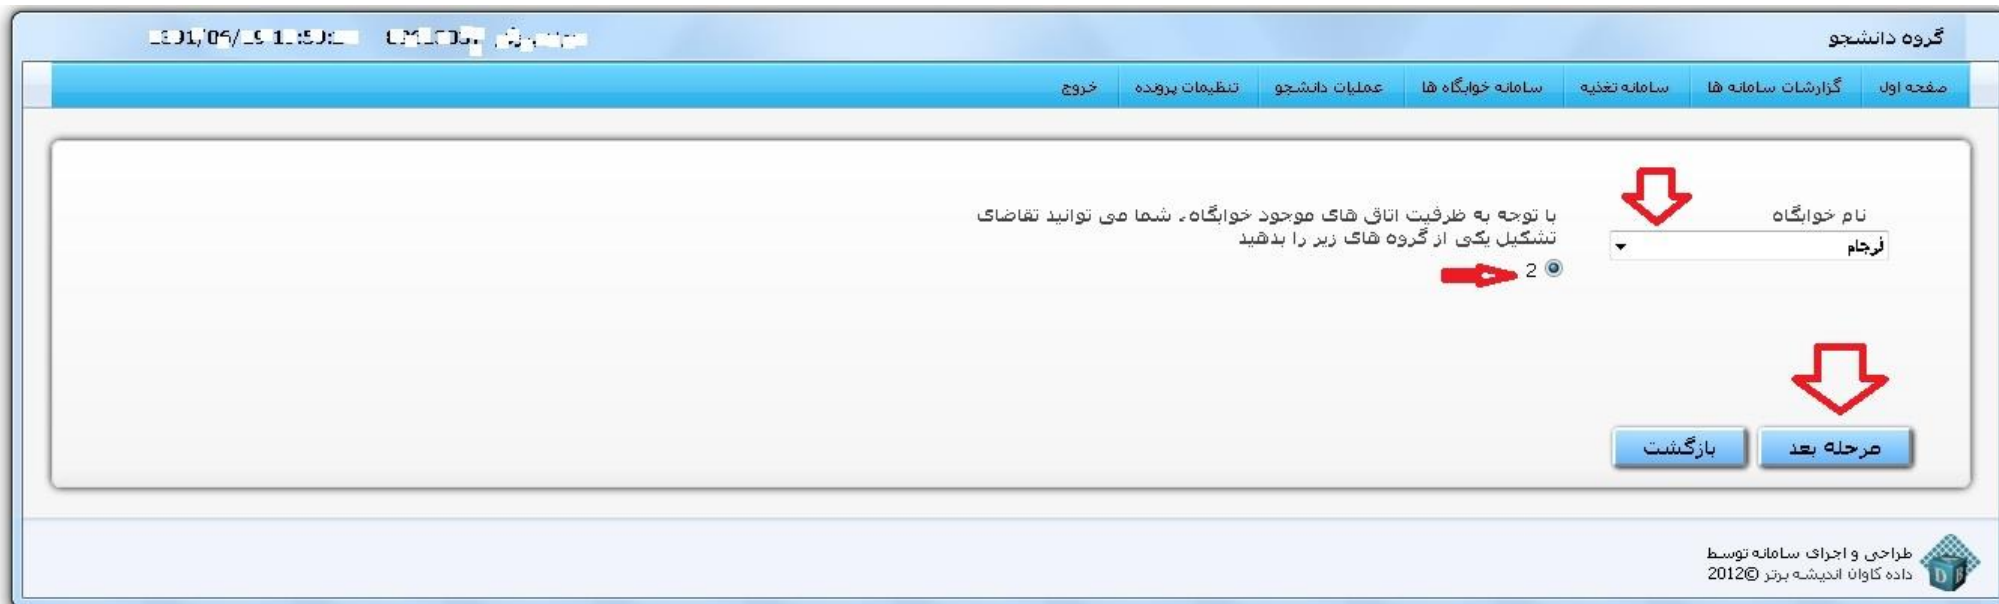 گروه دانشجو
صفحه اول گزارشات سامانه ها سامانه تغذیه سامانه خوابگاه ها عملیات دانشجو تنظیمات پرونده خروج
نام خوابگاه
فرجام
با توجه به ظرفیت اتاق های موجود خوابگاه، شما می توانید تقاضای
تشکیل یکی از گروه های زیر را بدهید
2
مرحله بعد
بازگشت
طراحی و اجرای سامانه توسط
داده کاوان اندیشه برتر ©2012